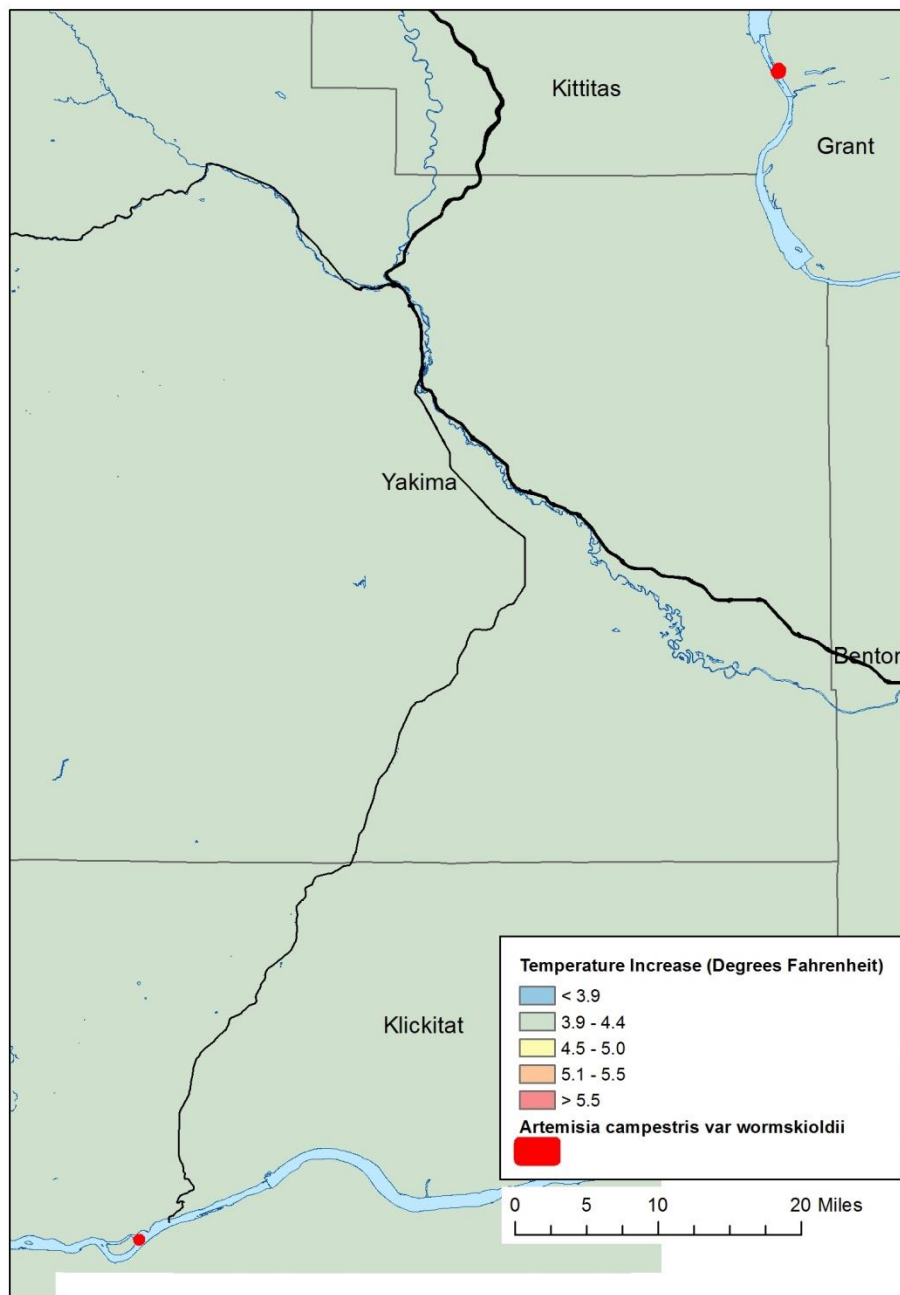 Kittitas
Grant
Yakima
Benton
Klickitat
Temperature Increase (Degrees Fahrenheit)
< 3.9
3.9 - 4.4
4.5 - 5.0
5.1 - 5.5
> 5.5
Artemisia campestris var wormskioldii
0 5 10 20 Miles